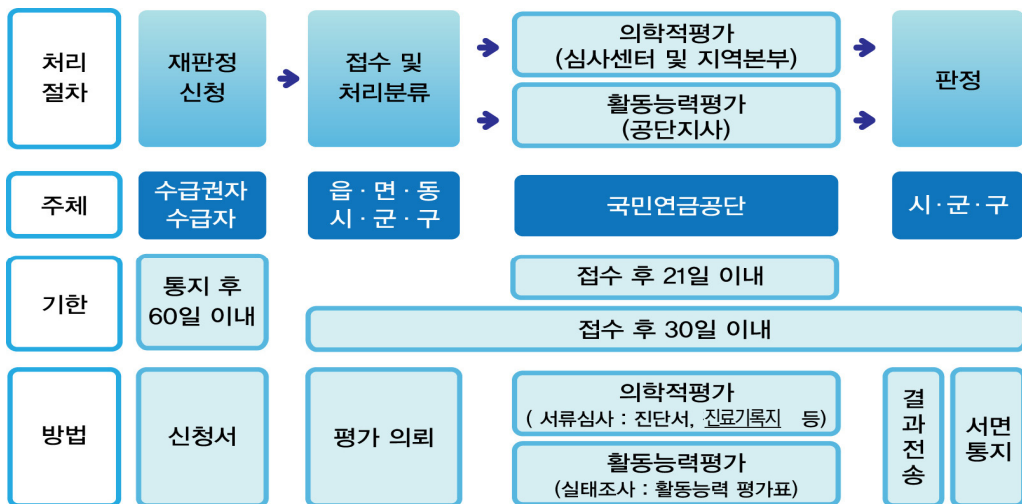 처리
절차
재판정
신청
접수 및
처리분류
의학적평가
(심사센터 및 지역본부)
활동능력평가
(공단지사)
판정
주체
수급권자
수급자
읍·면·동
시·군·구
국민연금공단
시·군·구
기한
통지 후
60일 이내
접수 후 21일 이내
접수 후 30일 이내
방법
신청서
평가 의뢰
의학적평가
( 서류심사 : 진단서, 진료기록지 등)
활동능력평가
(실태조사 : 활동능력 평가표)
결과전송
서면
통지